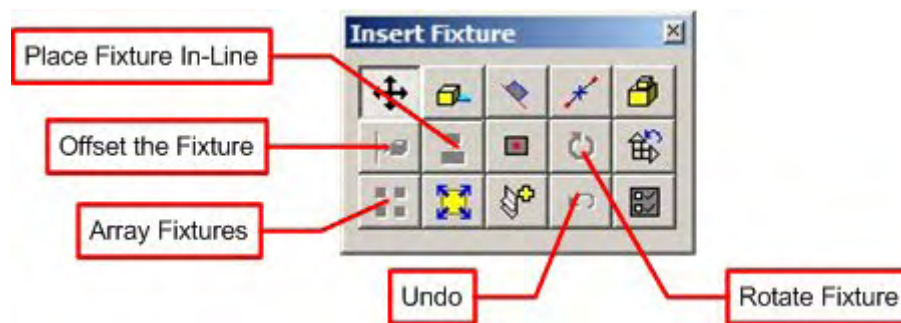 Insert Fixture
Place Fixture In-Line
Offset the Fixture
Array Fixtures
Undo
Rotate Fixture